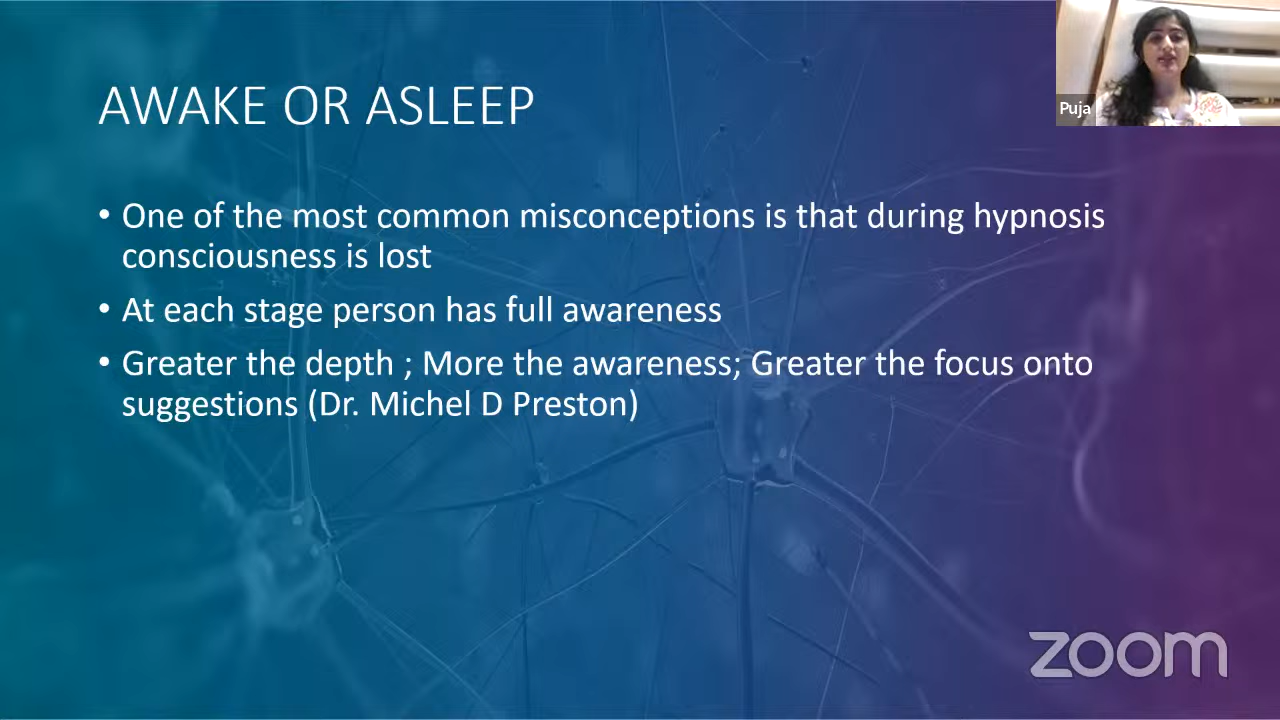 AWAKE OR ASLEEP
Puja
• One of the most common misconceptions is that during hypnosis
consciousness is lost
• At each stage person has full awareness
• Greater the depth ; More the awareness; Greater the focus onto
suggestions (Dr. Michel D Preston)
zoom